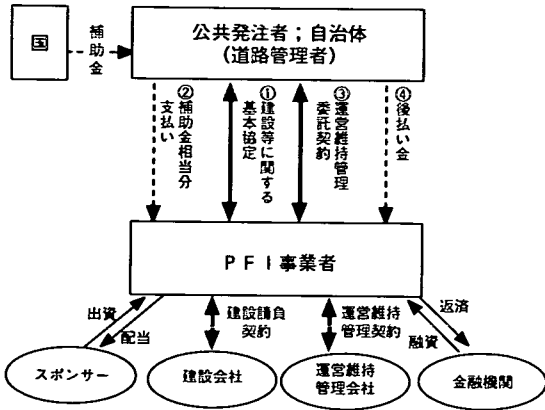 国
補助金
公共発注者；自治体
（道路管理者）
②補助金相当分
支払い
①建設等に関する
基本協定
③運営維持管理
委託契約
④後払い金
ＰＦＩ事業者
出資
配当
建設請負
契約
運営維持
管理契約
返済
融資
スポンサー
建設会社
運営維持
管理会社
金融機関